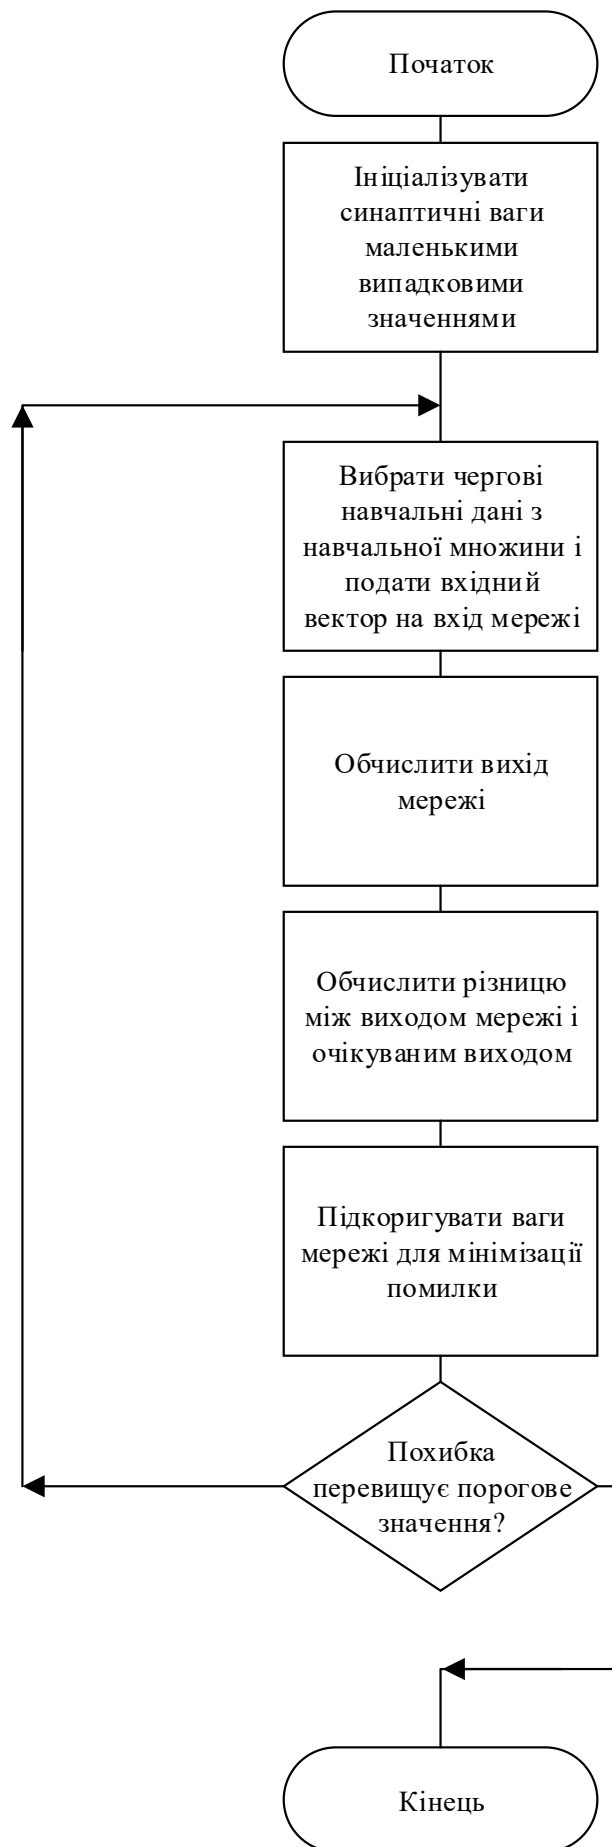 Початок
Ініціалізувати
синаптичні ваги
маленькими
випадковими
значеннями
Вибрати чергові
навчальні дані з
навчальної множини і
подати вхідний
вектор на вхід мережі
Обчислити вихід
мережі
Обчислити різницю
між виходом мережі і
очікуваним виходом
Підкоригувати ваги
мережі для мінімізації
помилки
Похибка
перевищує порогове
значення?
Кінець